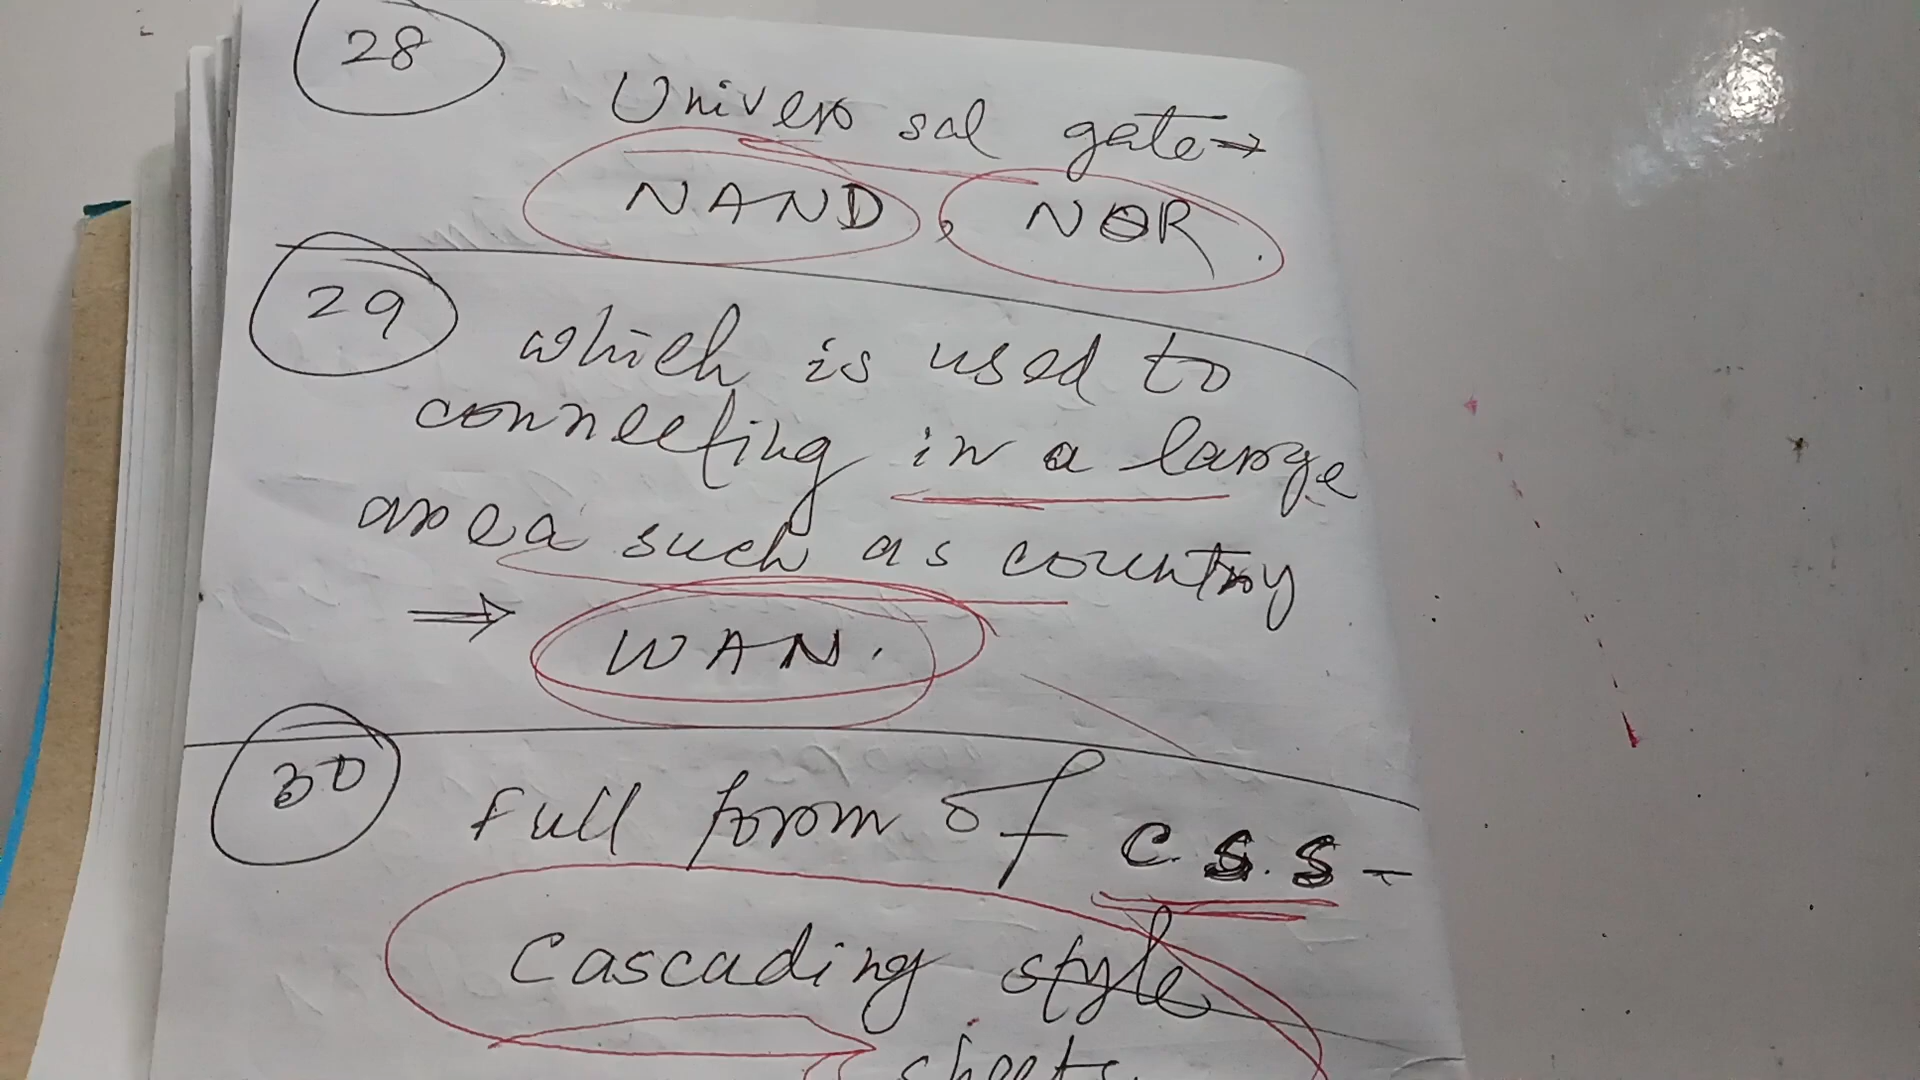 28
Universal gate →
NAND, NOR.
29
which is used to
connecting in a large
area such as country
⇒ WAN.
30
Full form of C.S.S-
Cascading style
sheets.